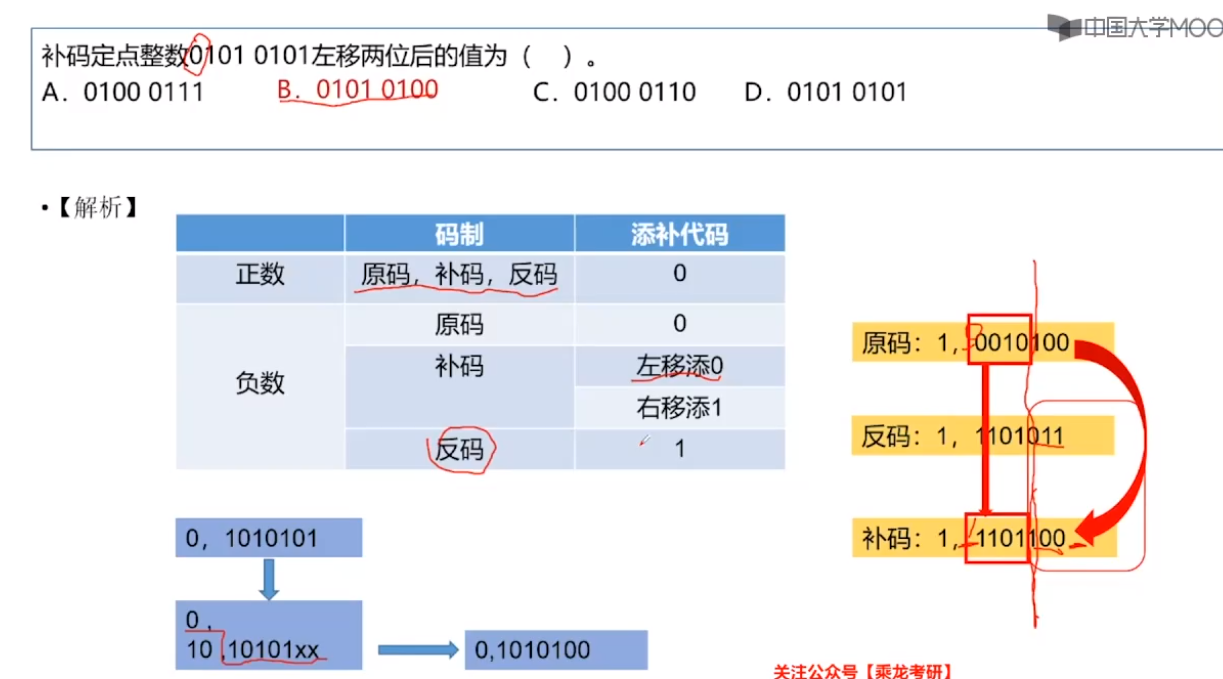 中国大学MOO
补码定点整数0101 0101左移两位后的值为（ ）。
A．0100 0111 B．0101 0100 C．0100 0110 D．0101 0101
•【解析】
码制 添补代码
正数 原码，补码，反码 0
负数 原码 0
补码 左移添0
右移添1
反码 1
原码：1，0010100
反码：1，1101011
补码：1，1101100
0，1010101
0，
10 ,10101xx
0,1010100
关注公众号【乘龙考研】